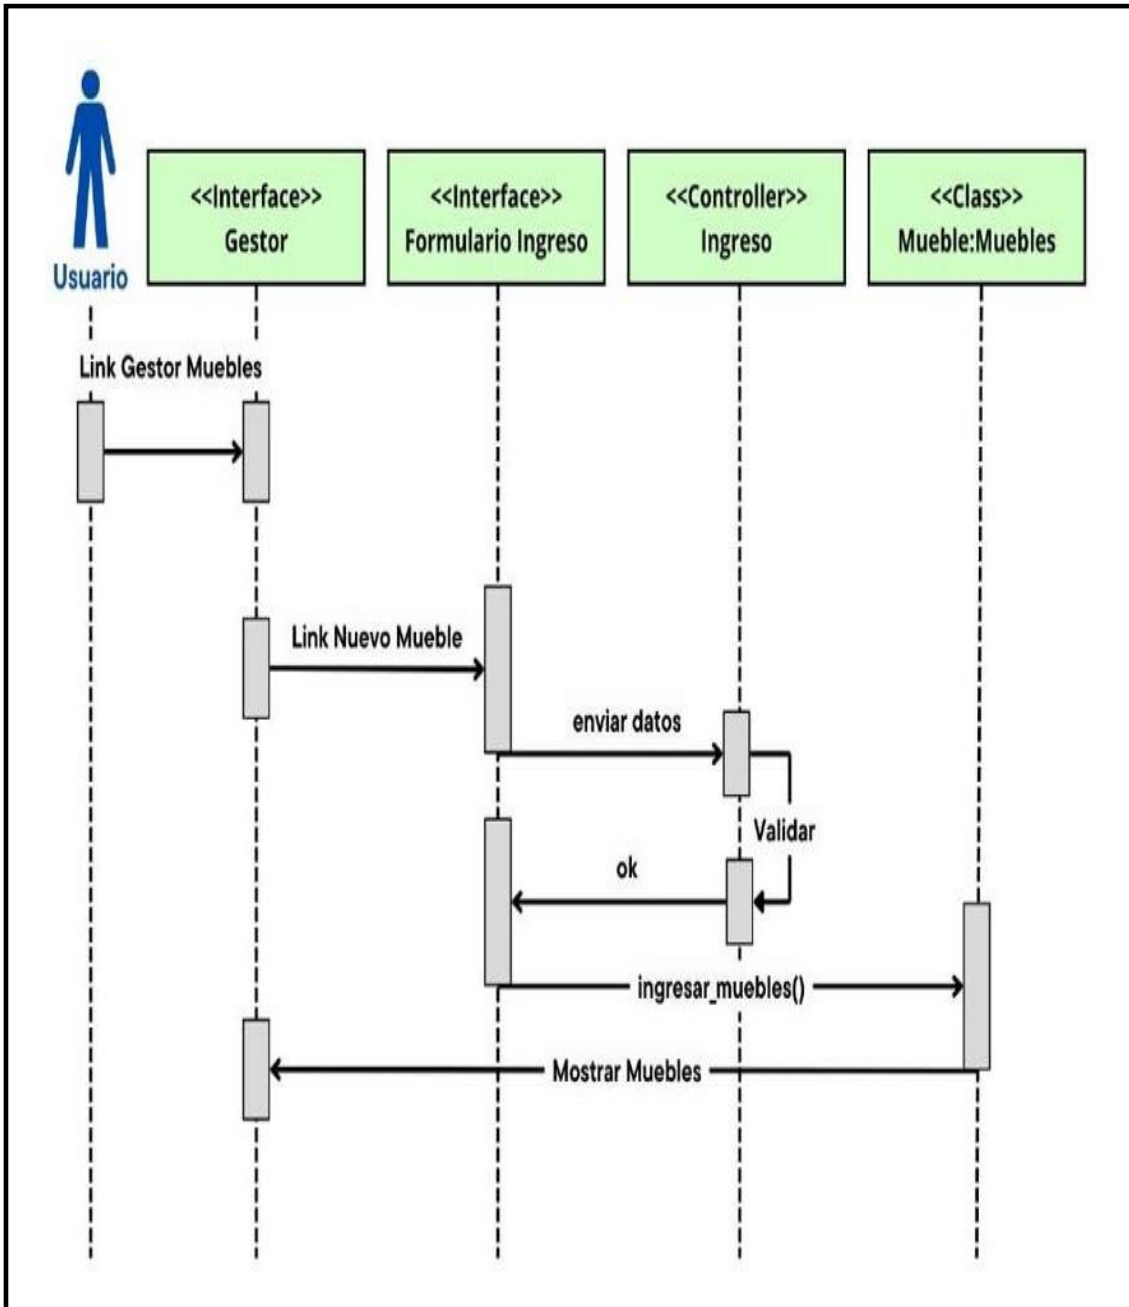 Usuario
<<Interface>>
Gestor
<<Interface>>
Formulario Ingreso
<<Controller>>
Ingreso
<<Class>>
Mueble:Muebles
Link Gestor Muebles
Link Nuevo Mueble
enviar datos
Validar
ok
ingresar_muebles()
Mostrar Muebles